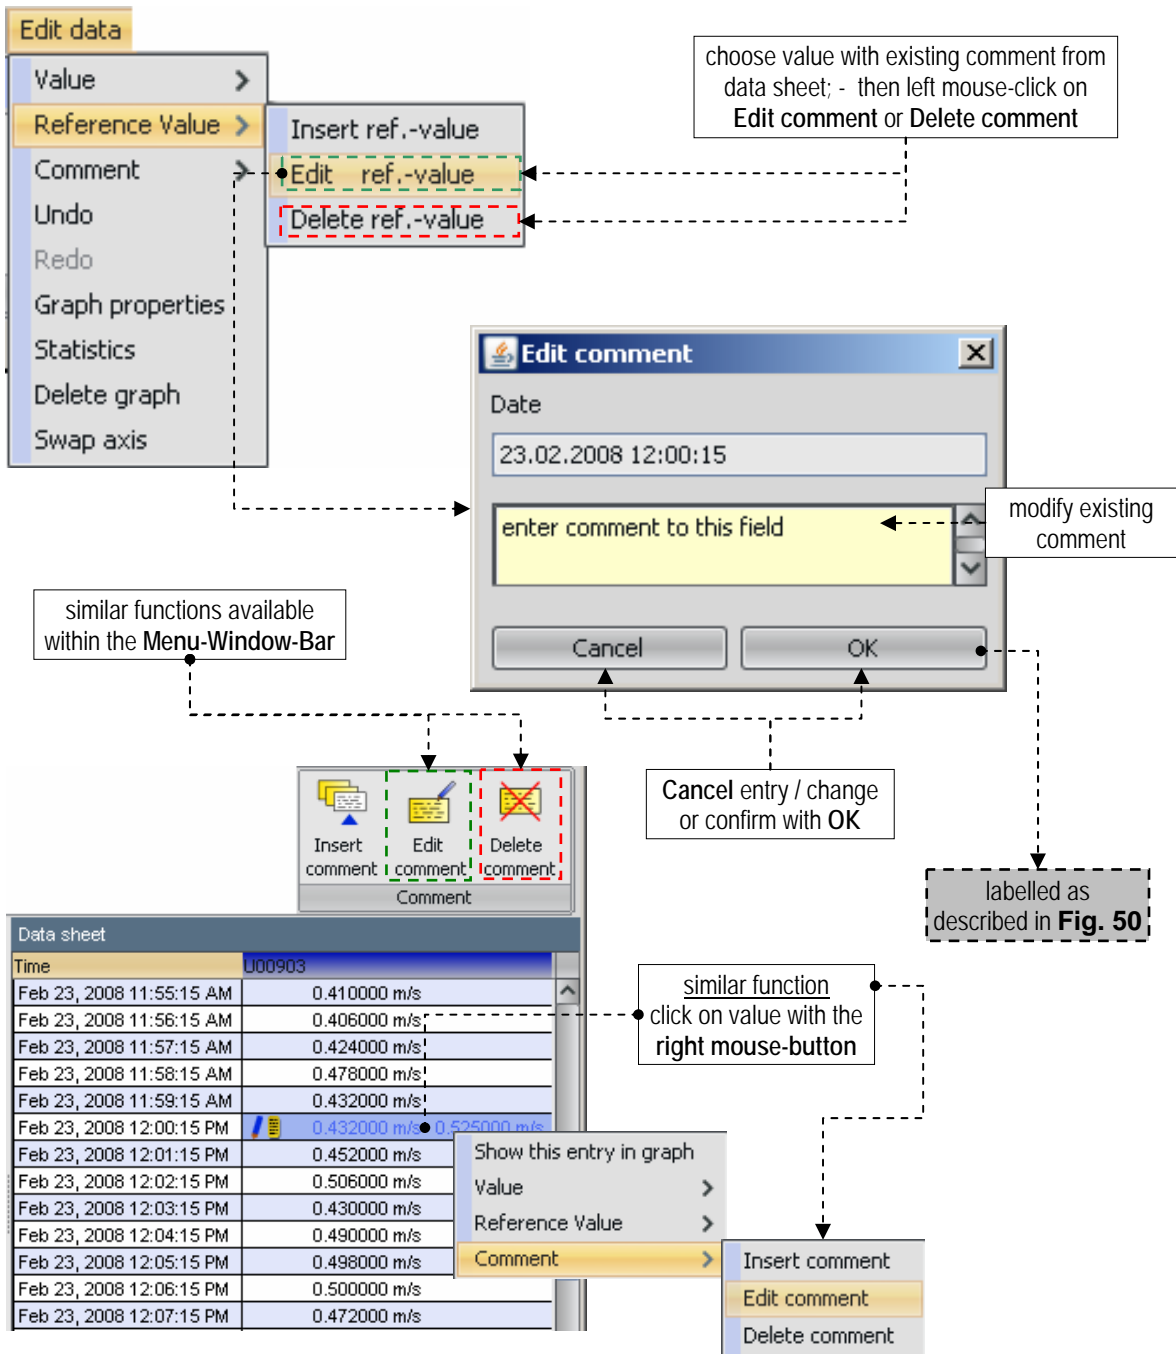 Edit data
Value
Reference Value
Comment
Undo
Redo
Graph properties
Statistics
Delete graph
Swap axis
Insert ref.-value
Edit ref.-value
Delete ref.-value
choose value with existing comment from
data sheet; - then left mouse-click on
Edit comment or Delete comment
Edit comment
Date
23.02.2008 12:00:15
enter comment to this field
modify existing
comment
Cancel
OK
similar functions available
within the Menu-Window-Bar
Cancel entry / change
or confirm with OK
labelled as
described in Fig. 50
Insert
comment
Edit
comment
Delete
comment
Comment
Data sheet
Time U00903
Feb 23, 2008 11:55:15 AM 0.410000 m/s
Feb 23, 2008 11:56:15 AM 0.406000 m/s
Feb 23, 2008 11:57:15 AM 0.424000 m/s
Feb 23, 2008 11:58:15 AM 0.478000 m/s
Feb 23, 2008 11:59:15 AM 0.432000 m/s
Feb 23, 2008 12:00:15 PM 0.432000 m/s 0.525000 m/s
Feb 23, 2008 12:01:15 PM 0.452000 m/s
Feb 23, 2008 12:02:15 PM 0.506000 m/s
Feb 23, 2008 12:03:15 PM 0.430000 m/s
Feb 23, 2008 12:04:15 PM 0.490000 m/s
Feb 23, 2008 12:05:15 PM 0.498000 m/s
Feb 23, 2008 12:06:15 PM 0.500000 m/s
Feb 23, 2008 12:07:15 PM 0.472000 m/s
similar function
click on value with the
right mouse-button
Show this entry in graph
Value
Reference Value
Comment
Insert comment
Edit comment
Delete comment